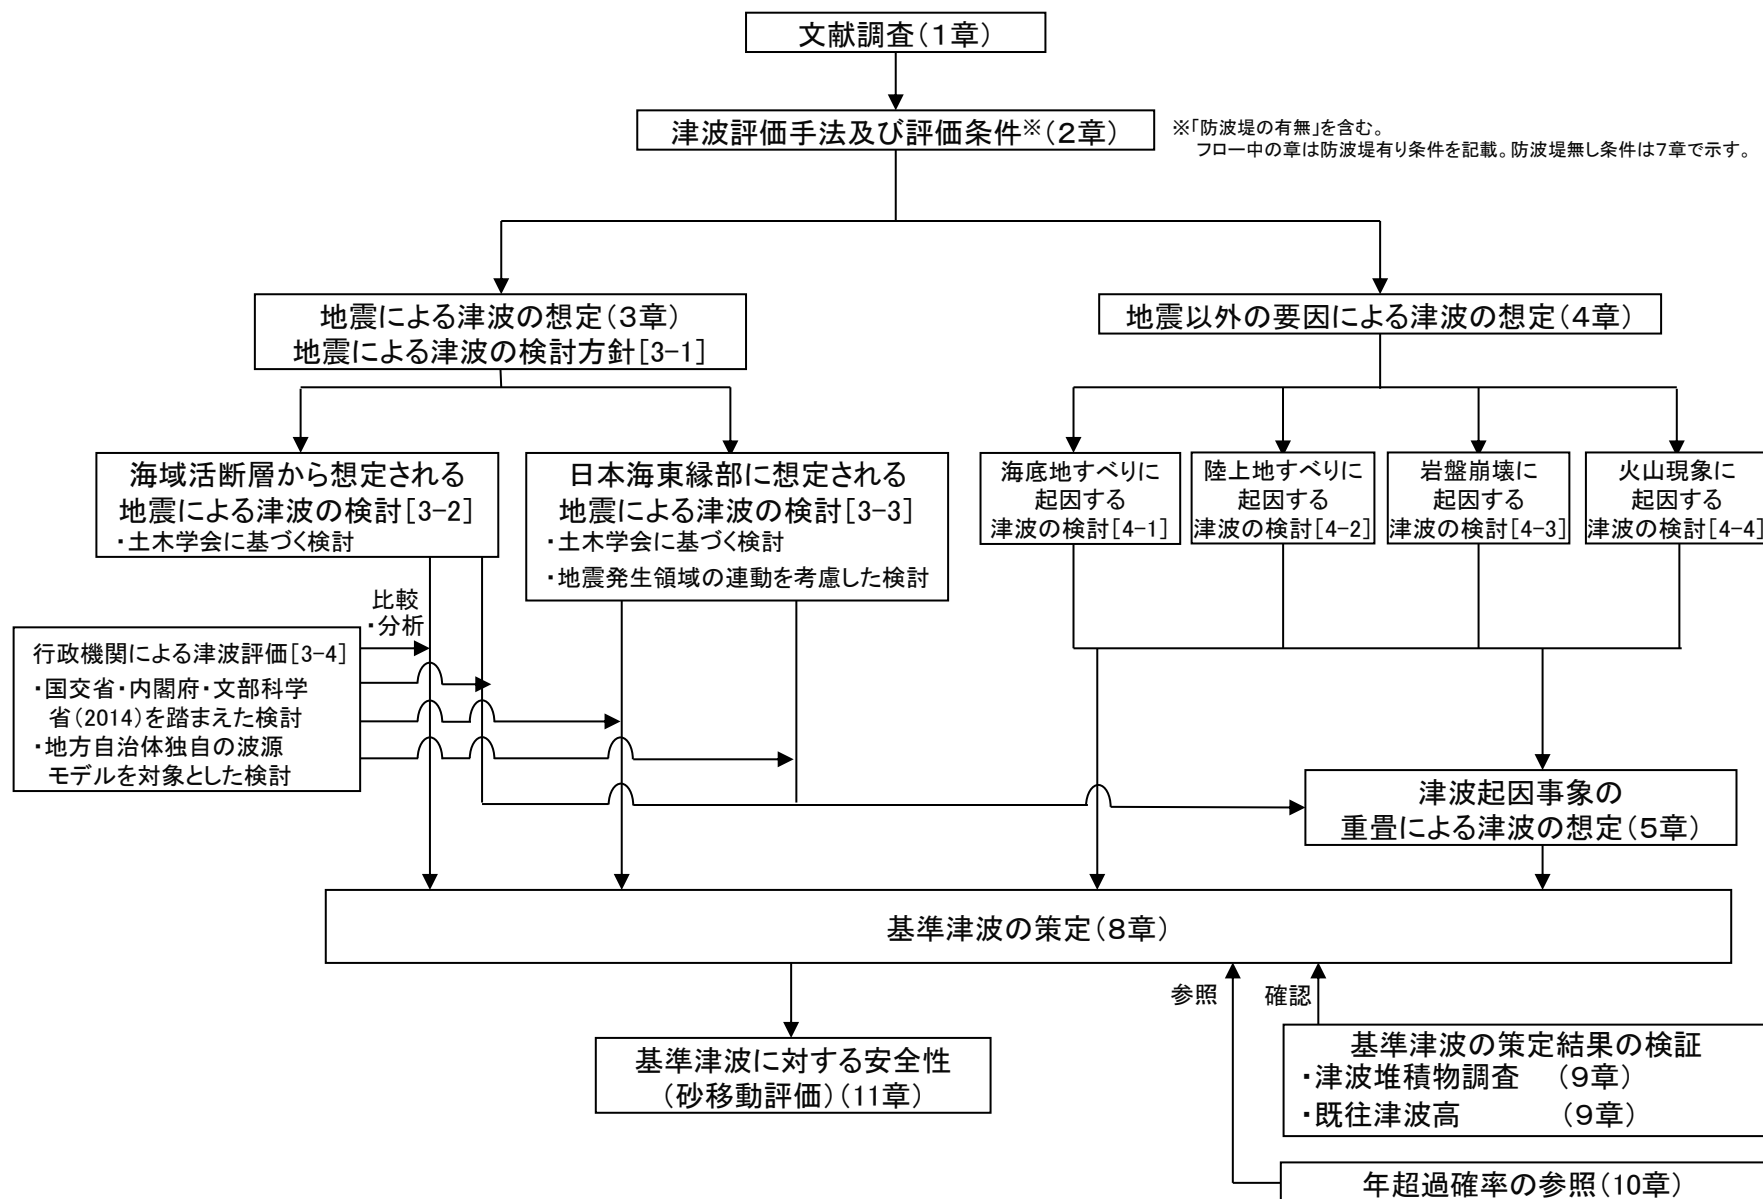 文献調査(1章)
津波評価手法及び評価条件※(2章)
※「防波堤の有無」を含む。
フロー中の章は防波堤有り条件を記載。防波堤無し条件は7章で示す。
地震による津波の想定(3章)
地震による津波の検討方針[3-1]
地震以外の要因による津波の想定(4章)
海域活断層から想定される
地震による津波の検討[3-2]
・土木学会に基づく検討
日本海東縁部に想定される
地震による津波の検討[3-3]
・土木学会に基づく検討
・地震発生領域の連動を考慮した検討
海底地すべりに
起因する
津波の検討[4-1]
陸上地すべりに
起因する
津波の検討[4-2]
岩盤崩壊に
起因する
津波の検討[4-3]
火山現象に
起因する
津波の検討[4-4]
比較
・分析
行政機関による津波評価[3-4]
・国交省・内閣府・文部科学
省(2014)を踏まえた検討
・地方自治体独自の波源
モデルを対象とした検討
津波起因事象の
重畳による津波の想定(5章)
基準津波の策定(8章)
参照
確認
基準津波に対する安全性
(砂移動評価)(11章)
基準津波の策定結果の検証
・津波堆積物調査 (9章)
・既往津波高 (9章)
年超過確率の参照(10章)